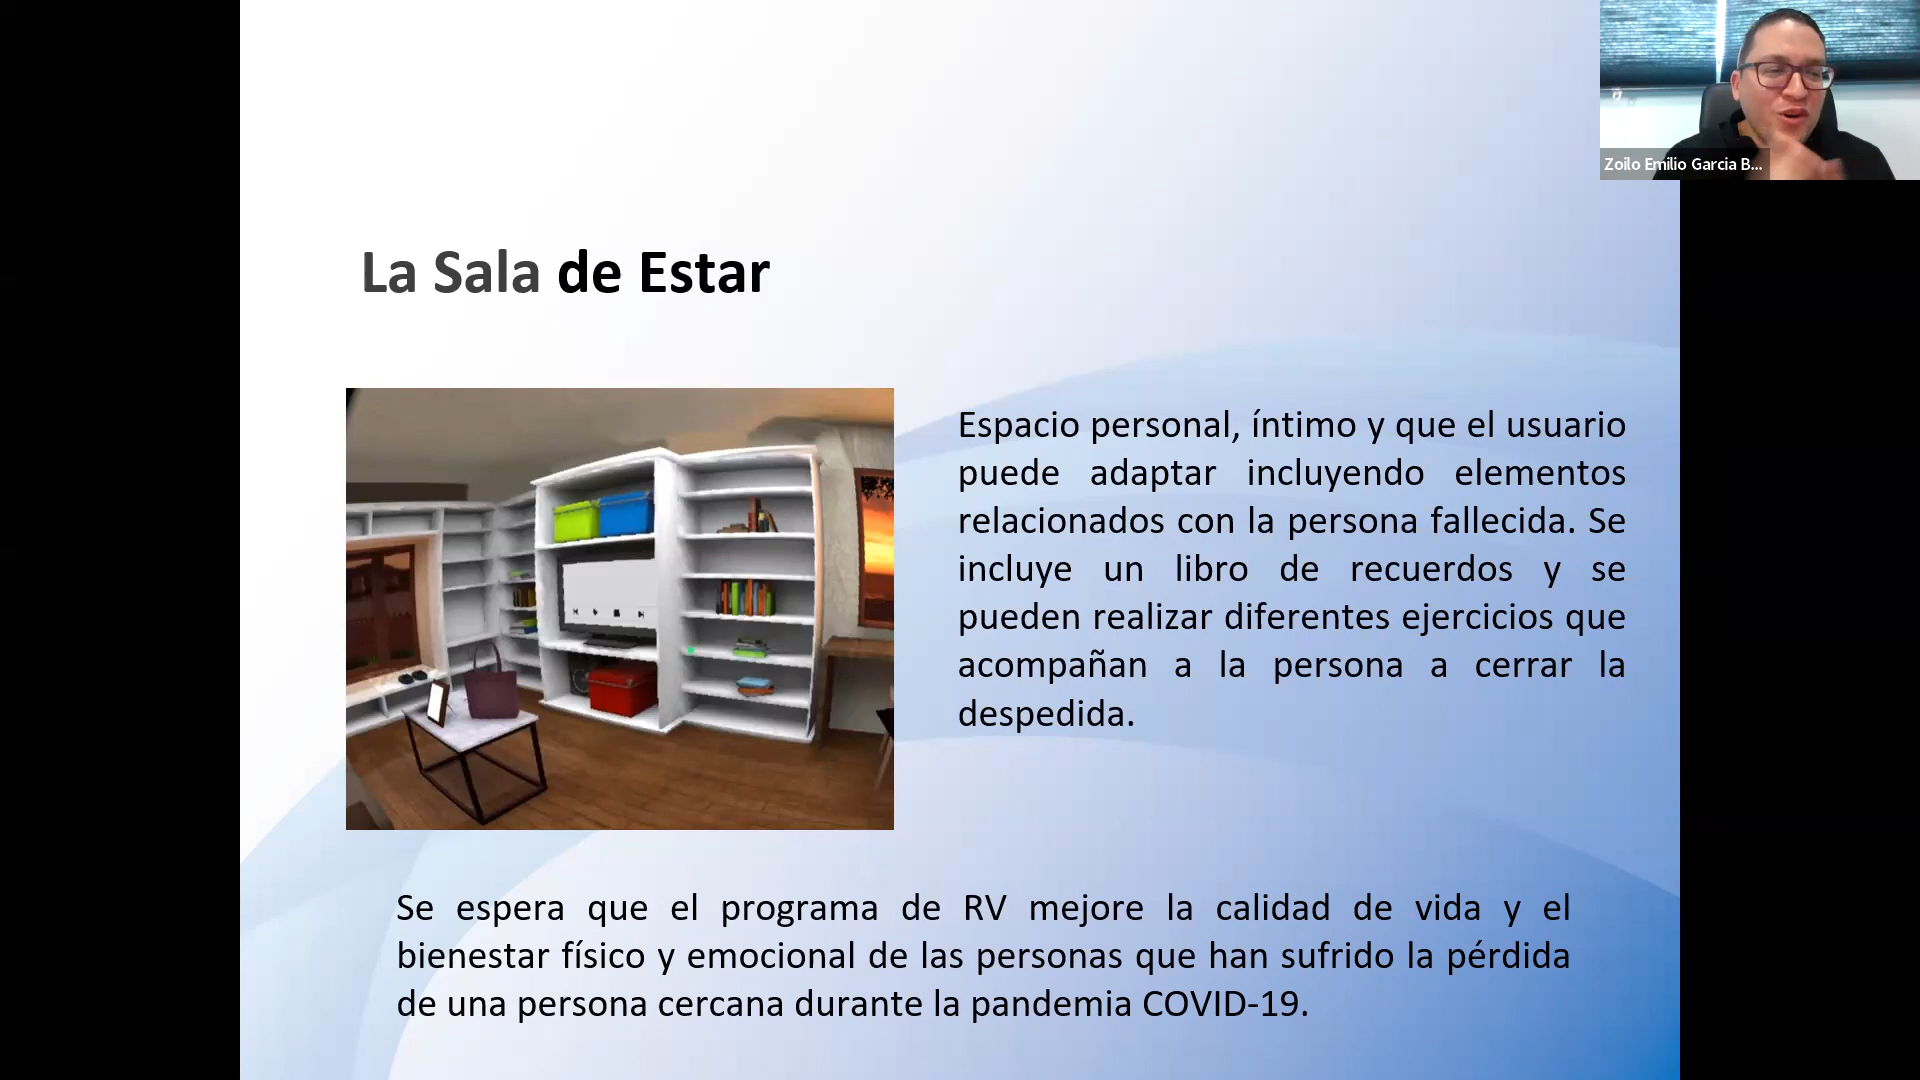 Zoilo Emilio Garcia B...
La Sala de Estar
Espacio personal, íntimo y que el usuario
puede adaptar incluyendo elementos
relacionados con la persona fallecida. Se
incluye un libro de recuerdos y se
pueden realizar diferentes ejercicios que
acompañan a la persona a cerrar la
despedida.
Se espera que el programa de RV mejore la calidad de vida y el
bienestar físico y emocional de las personas que han sufrido la pérdida
de una persona cercana durante la pandemia COVID-19.